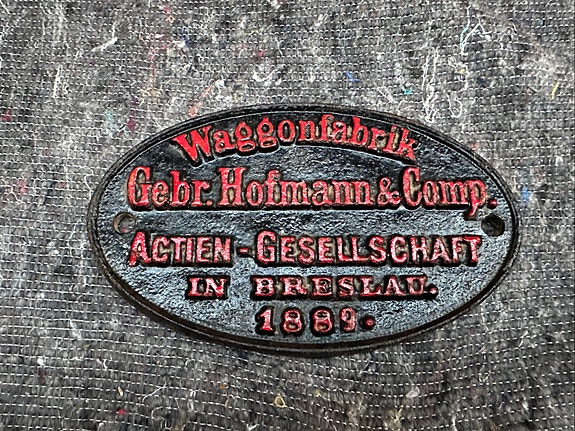 Waggonfabrik
Gebr. Hofmann & Comp.
ACTIEN-GESELLSCHAFT
IN BRESLAU.
1889.